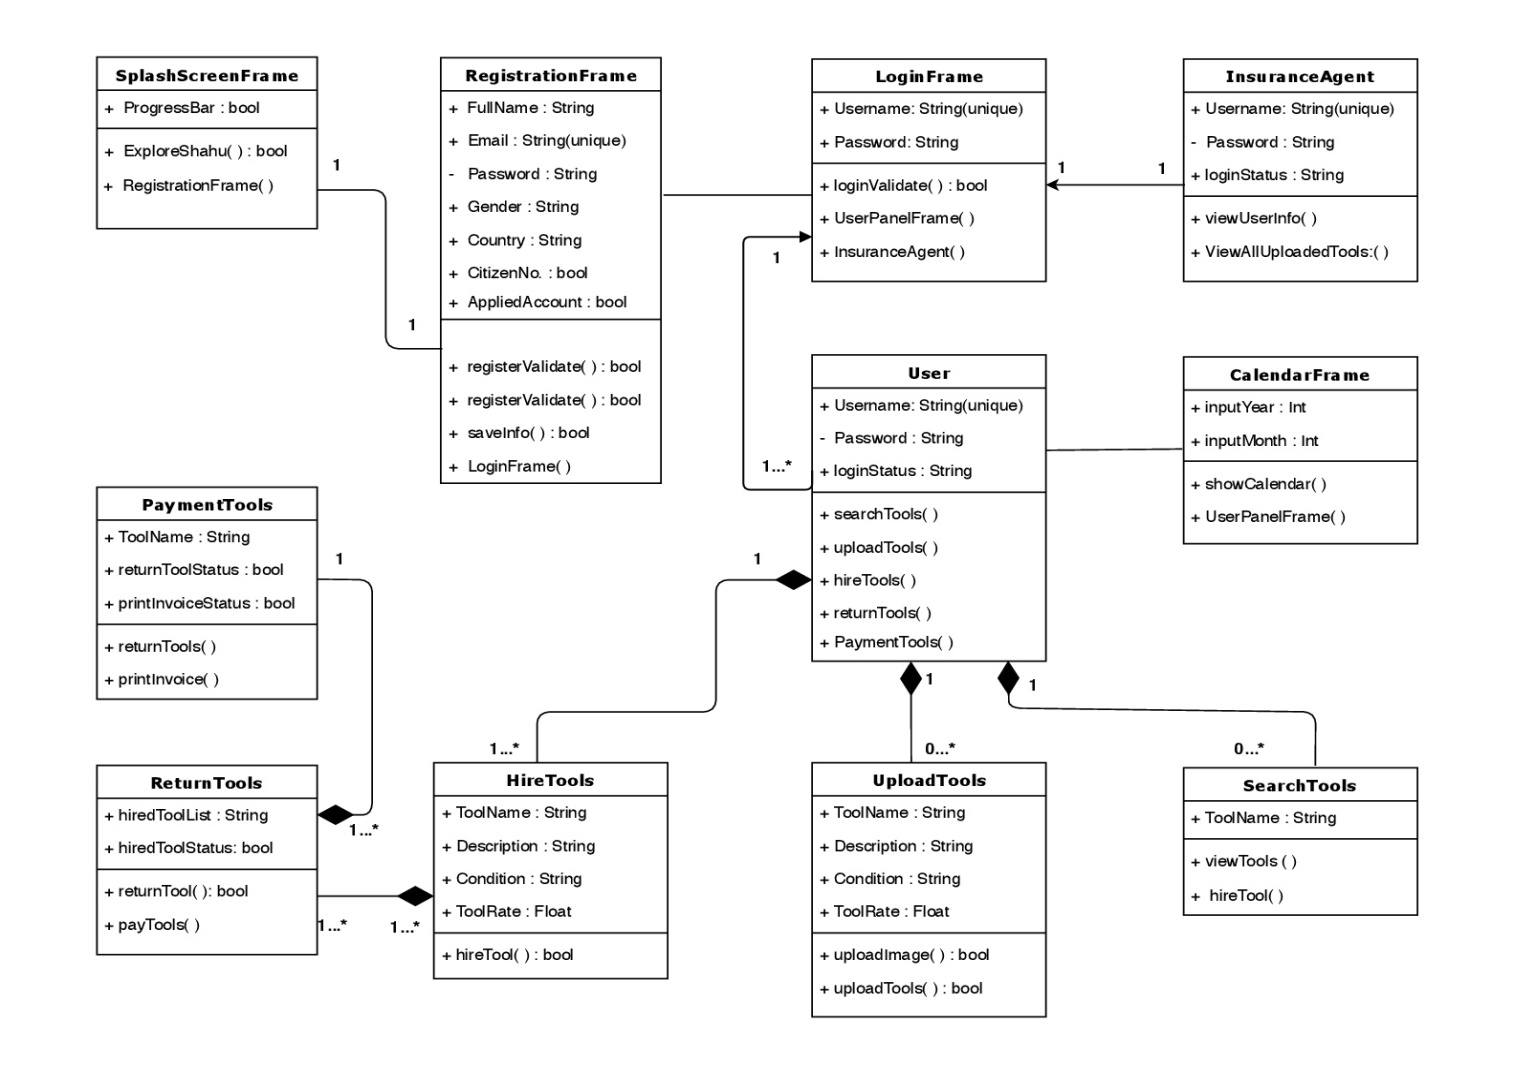 SplashScreenFrame
+ ProgressBar : bool
+ ExploreShahu( ) : bool
+ RegistrationFrame( )
1
1
RegistrationFrame
+ FullName : String
+ Email : String(unique)
- Password : String
+ Gender : String
+ Country : String
+ CitizenNo. : bool
+ AppliedAccount : bool
+ registerValidate( ) : bool
+ registerValidate( ) : bool
+ saveInfo( ) : bool
+ LoginFrame( )
LoginFrame
+ Username: String(unique)
+ Password: String
+ loginValidate( ) : bool
+ UserPanelFrame( )
+ InsuranceAgent( )
1
1
InsuranceAgent
+ Username: String(unique)
- Password : String
+ loginStatus : String
+ viewUserInfo( )
+ ViewAllUploadedTools:( )
1
1...*
User
+ Username: String(unique)
- Password : String
+ loginStatus : String
+ searchTools( )
+ uploadTools( )
+ hireTools( )
+ returnTools( )
+ PaymentTools( )
CalendarFrame
+ inputYear : Int
+ inputMonth : Int
+ showCalendar( )
+ UserPanelFrame( )
PaymentTools
+ ToolName : String
+ returnToolStatus : bool
+ printInvoiceStatus : bool
+ returnTools( )
+ printInvoice( )
1
1
1
1
1...*
0...*
0...*
ReturnTools
+ hiredToolList : String
+ hiredToolStatus: bool
+ returnTool( ): bool
+ payTools( )
1...*
1...*
1...*
HireTools
+ ToolName : String
+ Description : String
+ Condition : String
+ ToolRate : Float
+ hireTool( ) : bool
UploadTools
+ ToolName : String
+ Description : String
+ Condition : String
+ ToolRate : Float
+ uploadImage( ) : bool
+ uploadTools( ) : bool
SearchTools
+ ToolName : String
+ viewTools ( )
+ hireTool( )